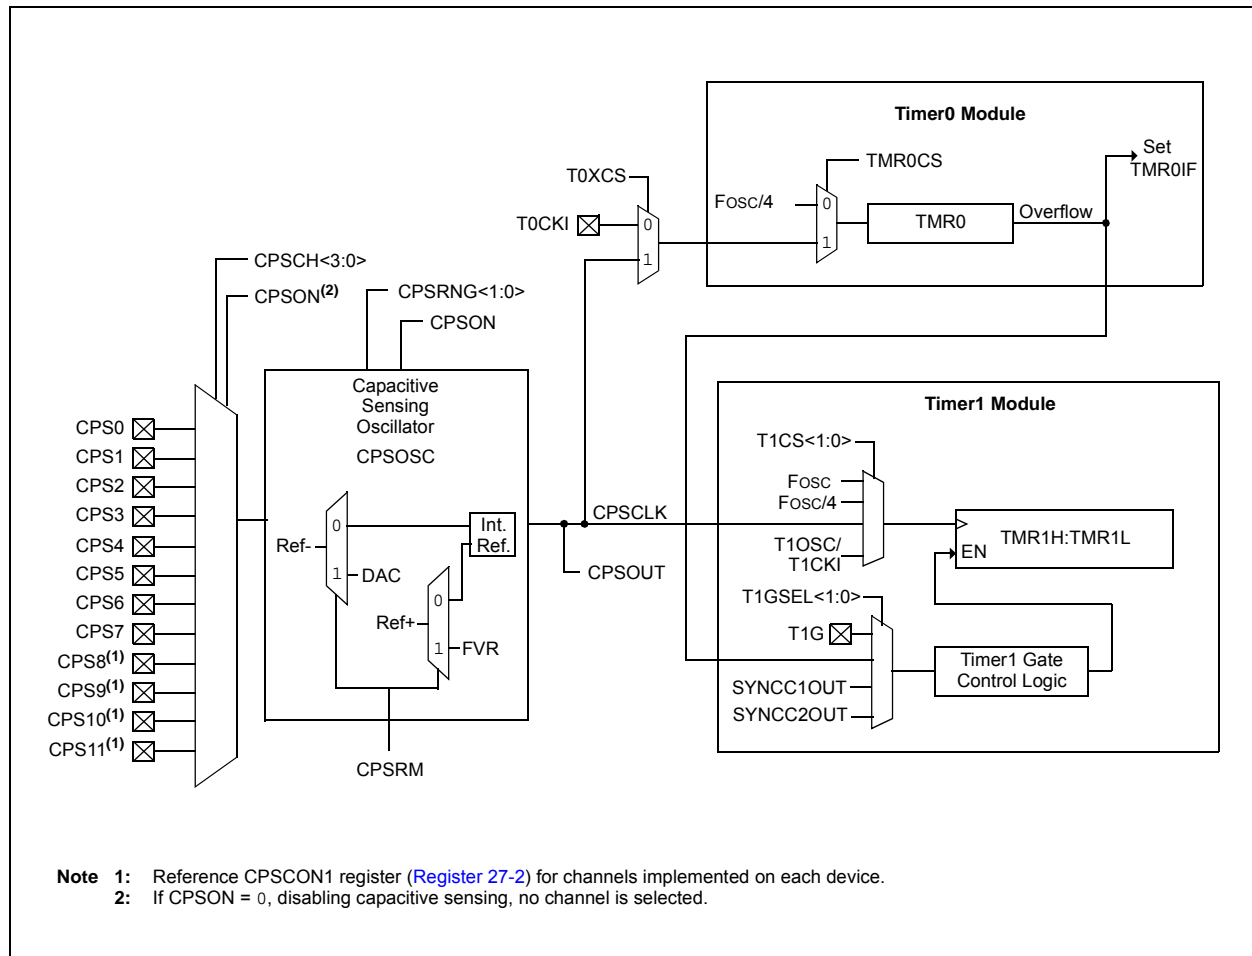 Timer0 Module
Set
TMR0IF
TMR0CS
T0XCS
FOSC/4
0
1
TMR0
Overflow
T0CKI
0
1
CPSCH<3:0>
CPSON(2)
CPSRNG<1:0>
CPSON
Capacitive
Sensing
Oscillator
CPSOSC
CPS0
CPS1
CPS2
CPS3
CPS4
CPS5
CPS6
CPS7
CPS8(1)
CPS9(1)
CPS10(1)
CPS11(1)
Ref-
0
1
DAC
Int.
Ref.
Ref+
0
1
FVR
CPSRM
CPSCLK
CPSOUT
Timer1 Module
T1CS<1:0>
FOSC
FOSC/4
T1OSC/
T1CKI
EN
TMR1H:TMR1L
T1GSEL<1:0>
T1G
SYNCC1OUT
SYNCC2OUT
Timer1 Gate
Control Logic
Note 1: Reference CPSCON1 register (Register 27-2) for channels implemented on each device.
2: If CPSON = 0, disabling capacitive sensing, no channel is selected.